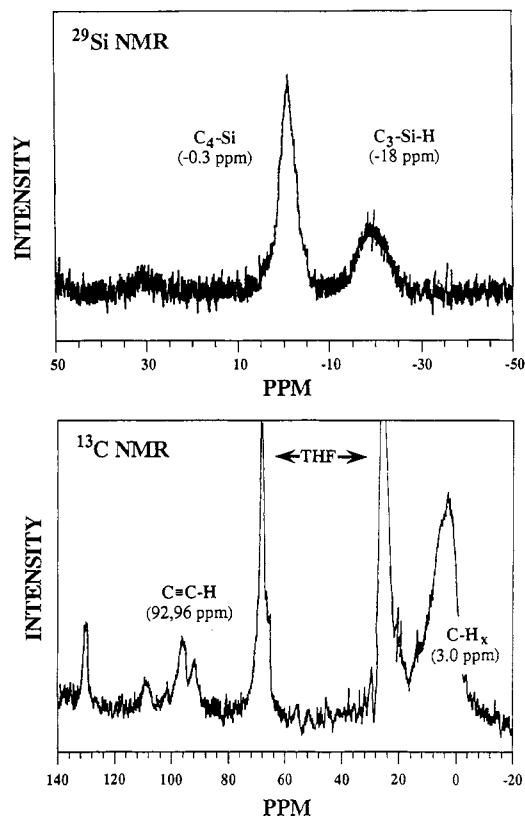 ²⁹Si NMR
C₄-Si
(-0.3 ppm)
C₃-Si-H
(-18 ppm)
INTENSITY
50 30 10 -10 -30 -50
PPM
¹³C NMR
THF
C≡C-H
(92,96 ppm)
C-Hₓ
(3.0 ppm)
INTENSITY
140 120 100 80 60 40 20 0 -20
PPM